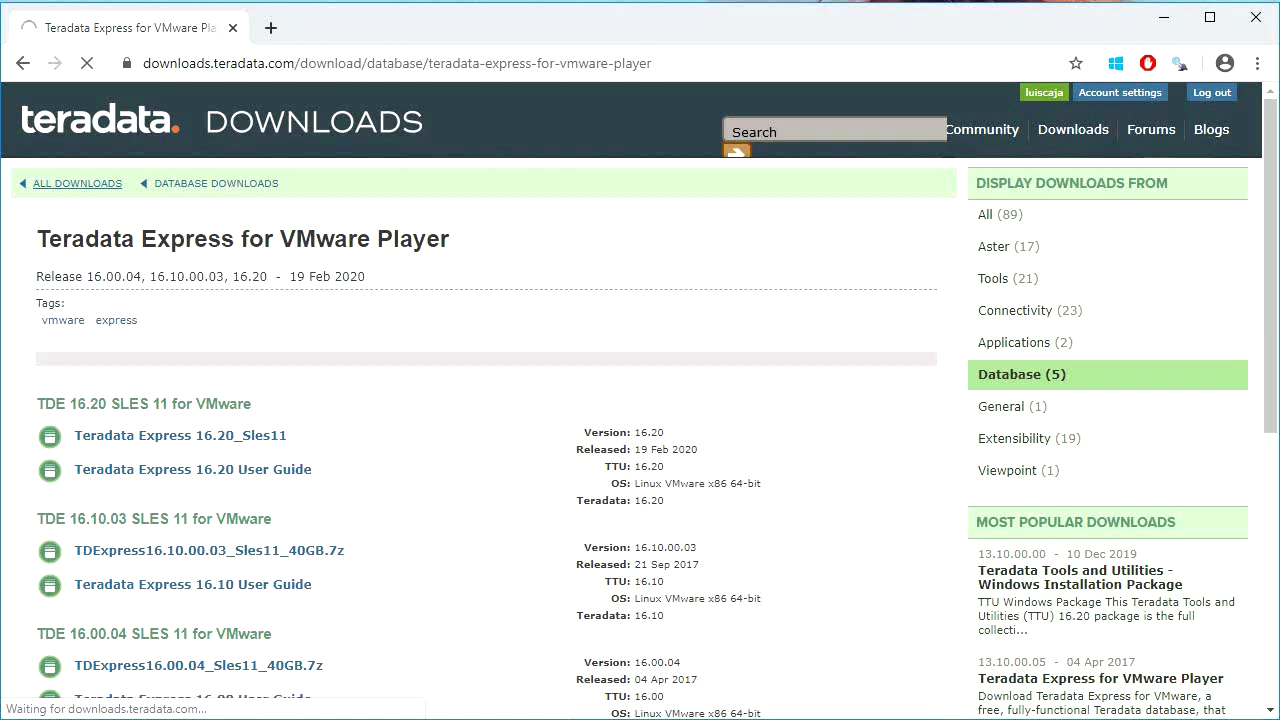 Teradata Express for VMware Pla
downloads.teradata.com/download/database/teradata-express-for-vmware-player
luiscaja
Account settings
Log out
teradata. DOWNLOADS
Search
Community
Downloads
Forums
Blogs
ALL DOWNLOADS
DATABASE DOWNLOADS
Teradata Express for VMware Player
Release 16.00.04, 16.10.00.03, 16.20 - 19 Feb 2020
Tags:
vmware express
TDE 16.20 SLES 11 for VMware
Teradata Express 16.20_Sles11
Teradata Express 16.20 User Guide
Version: 16.20
Released: 19 Feb 2020
TTU: 16.20
OS: Linux VMware x86 64-bit
Teradata: 16.20
TDE 16.10.03 SLES 11 for VMware
TDExpress16.10.00.03_Sles11_40GB.7z
Teradata Express 16.10 User Guide
Version: 16.10.00.03
Released: 21 Sep 2017
TTU: 16.10
OS: Linux VMware x86 64-bit
Teradata: 16.10
TDE 16.00.04 SLES 11 for VMware
TDExpress16.00.04_Sles11_40GB.7z
Teradata Express 16.00 User Guide
Version: 16.00.04
Released: 04 Apr 2017
TTU: 16.00
OS: Linux VMware x86 64-bit
DISPLAY DOWNLOADS FROM
All (89)
Aster (17)
Tools (21)
Connectivity (23)
Applications (2)
Database (5)
General (1)
Extensibility (19)
Viewpoint (1)
MOST POPULAR DOWNLOADS
13.10.00.00 - 10 Dec 2019
Teradata Tools and Utilities -
Windows Installation Package
TTU Windows Package This Teradata Tools and
Utilities (TTU) 16.20 package is the full
collecti...
13.10.00.05 - 04 Apr 2017
Teradata Express for VMware Player
Download Teradata Express for VMware, a
free, fully-functional Teradata database, that
Waiting for downloads.teradata.com...